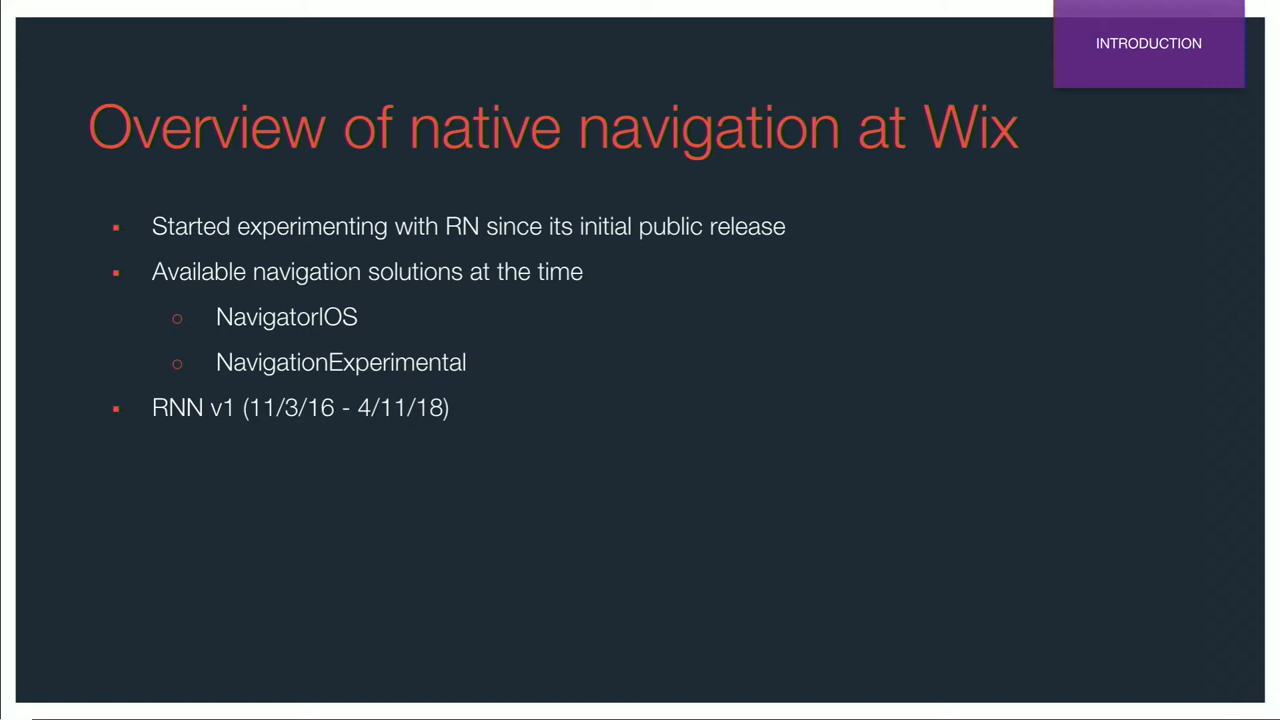 INTRODUCTION
Overview of native navigation at Wix
Started experimenting with RN since its initial public release
Available navigation solutions at the time
NavigatorIOS
NavigationExperimental
RNN v1 (11/3/16 - 4/11/18)